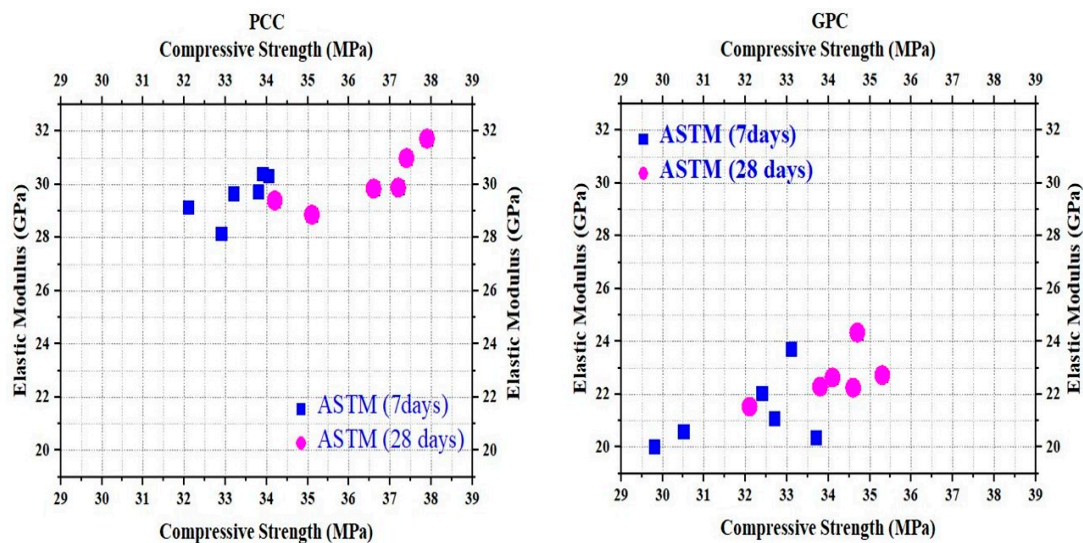 PCC
Compressive Strength (MPa)
29 30 31 32 33 34 35 36 37 38 39
Elastic Modulus (GPa)
32
30
28
26
24
22
20
32
30
28
26
24
22
20
Elastic Modulus (GPa)
ASTM (7days)
ASTM (28 days)
29 30 31 32 33 34 35 36 37 38 39
Compressive Strength (MPa)
GPC
Compressive Strength (MPa)
29 30 31 32 33 34 35 36 37 38 39
ASTM (7days)
ASTM (28 days)
Elastic Modulus (GPa)
32
30
28
26
24
22
20
32
30
28
26
24
22
20
Elastic Modulus (GPa)
29 30 31 32 33 34 35 36 37 38 39
Compressive Strength (MPa)